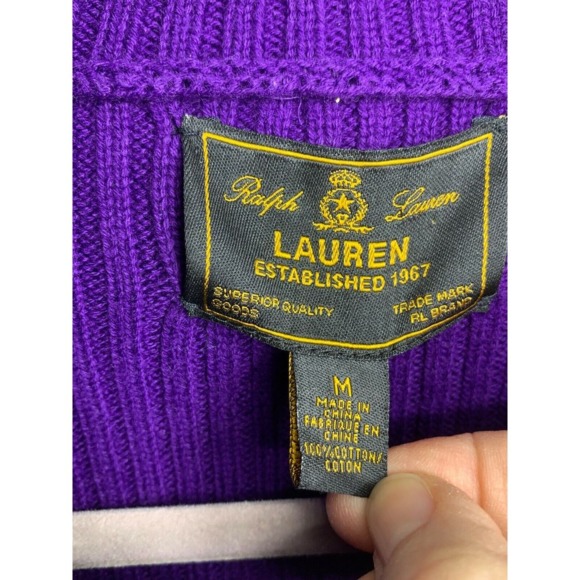 Ralph Lauren
LAUREN
ESTABLISHED 1967
SUPERIOR QUALITY TRADE MARK
GOODS RL BRAND
M
MADE IN
CHINA
FABRIQUE EN
CHINE
100% COTTON/
COTON